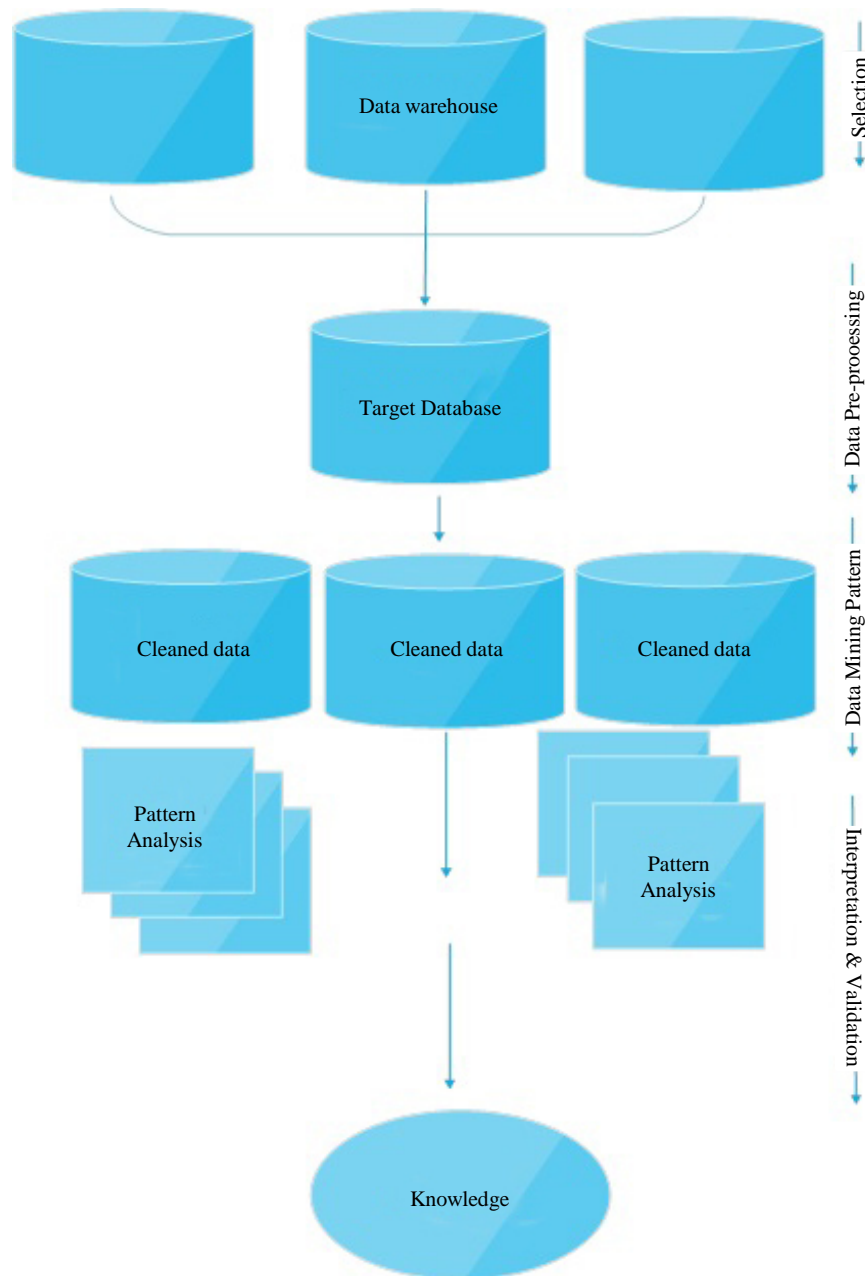 Data warehouse
Selection
Target Database
Data Pre-prooessing
Cleaned data
Cleaned data
Cleaned data
Data Mining Pattern
Pattern
Analysis
Pattern
Analysis
Interpretation & Validation
Knowledge